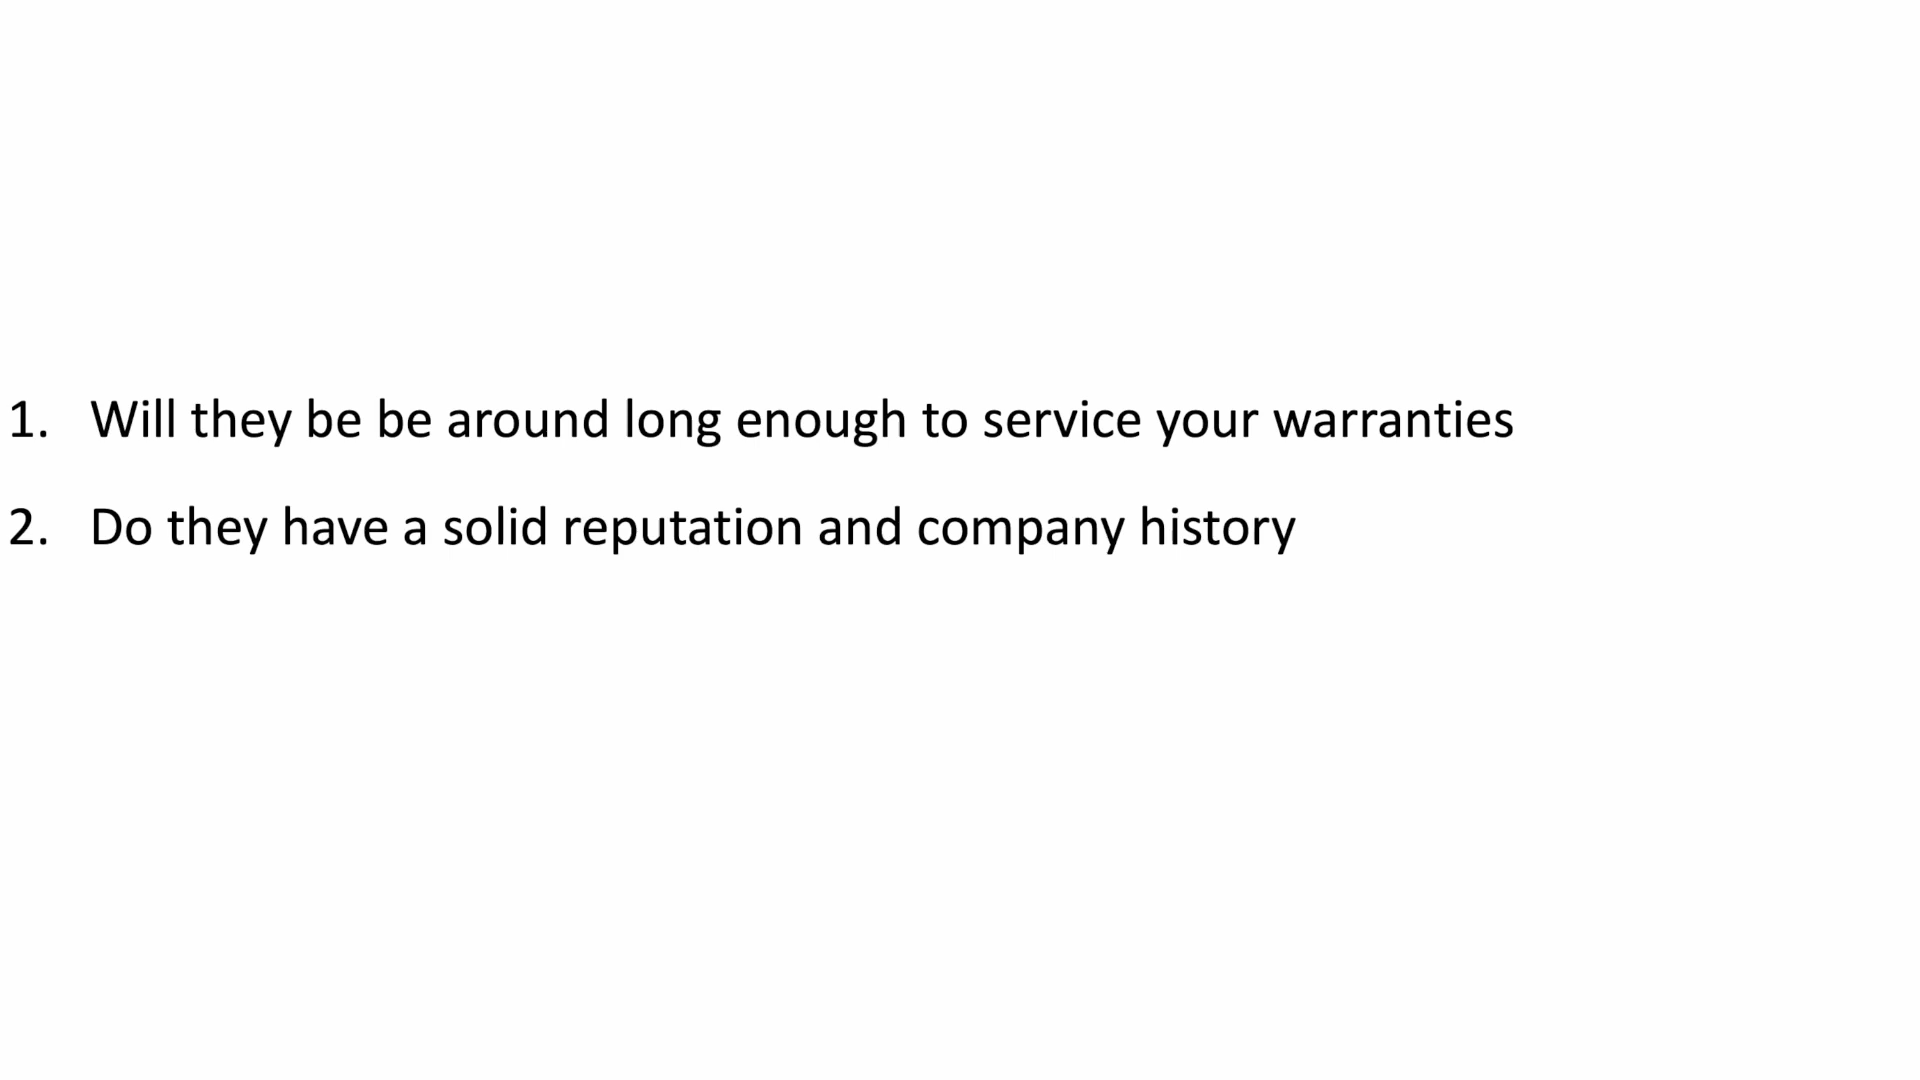 1. Will they be be around long enough to service your warranties
2. Do they have a solid reputation and company history